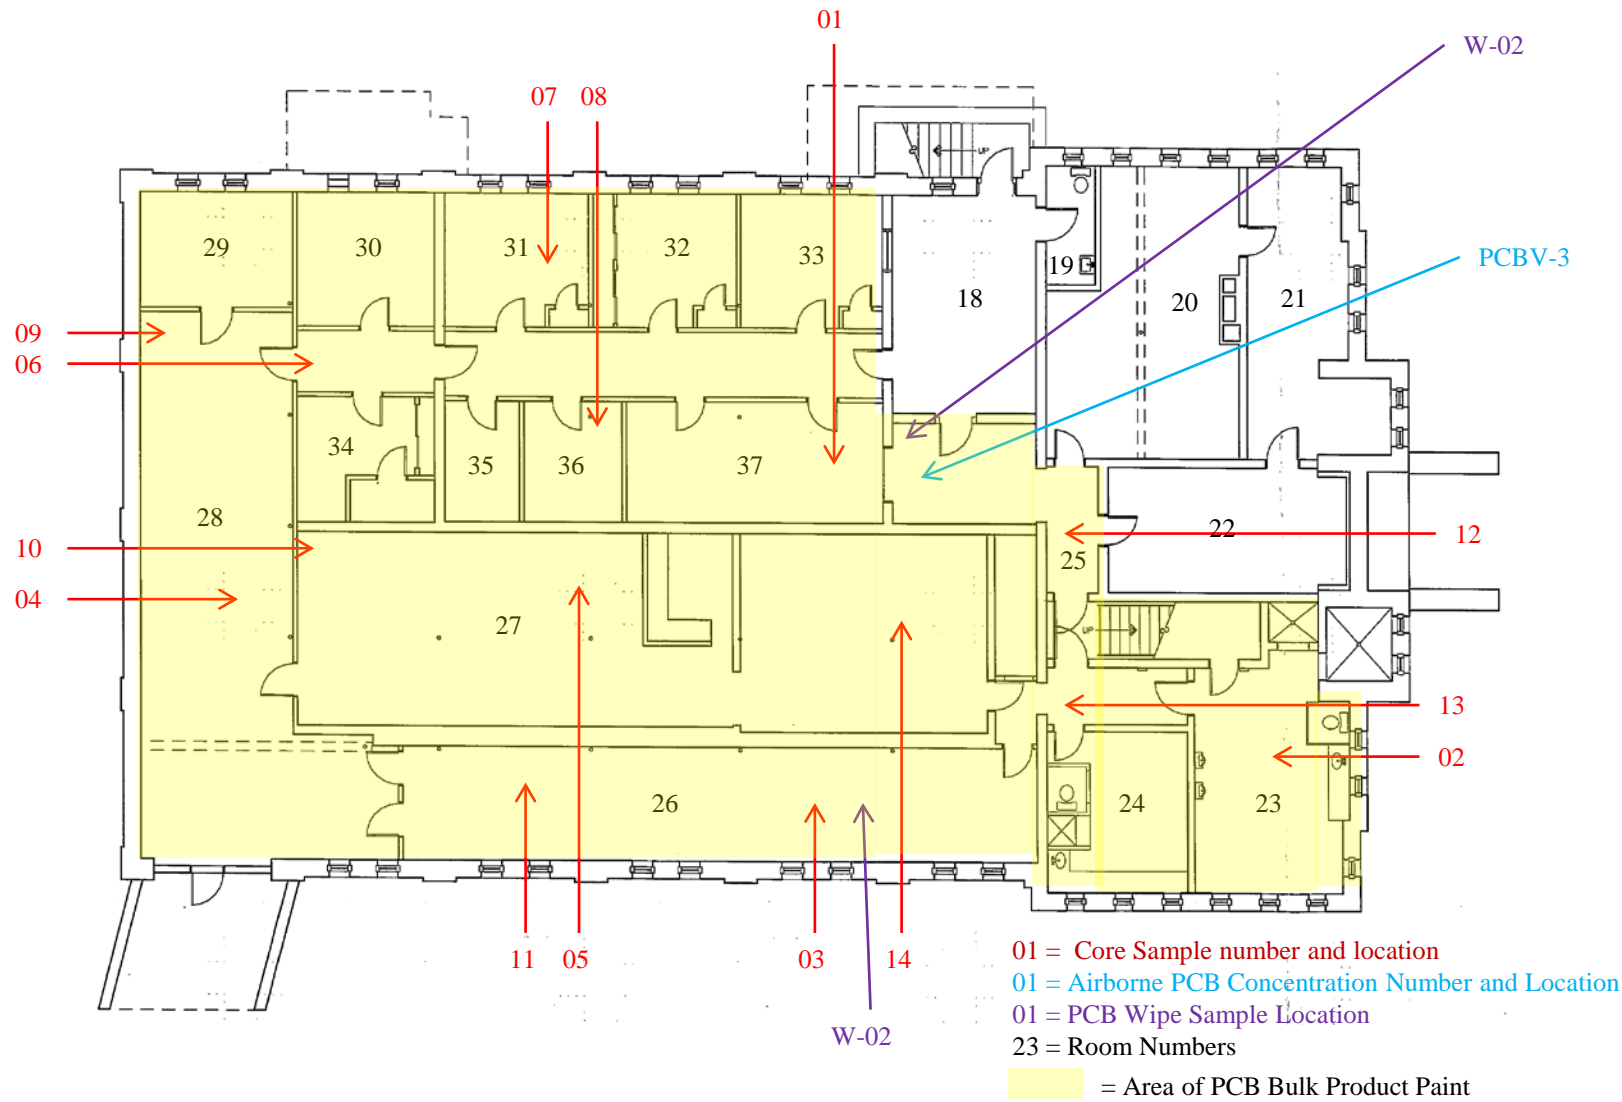 01
W-02
07 08
UP
PCBV-3
29 30 31 32 33
19
18 20 21
09
06
34 35 36 37
28
10
22
12
25
04
27
UP
13
02
26 24 23
11 05 03 14
W-02
01 = Core Sample number and location
01 = Airborne PCB Concentration Number and Location
01 = PCB Wipe Sample Location
23 = Room Numbers
= Area of PCB Bulk Product Paint